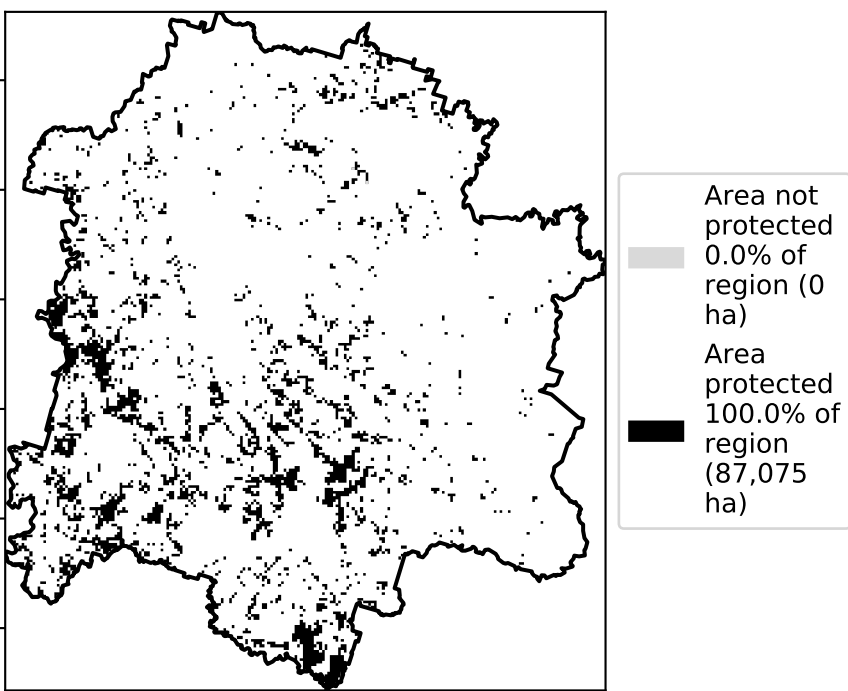 Area not
protected
0.0% of
region (0
ha)
Area
protected
100.0% of
region
(87,075
ha)